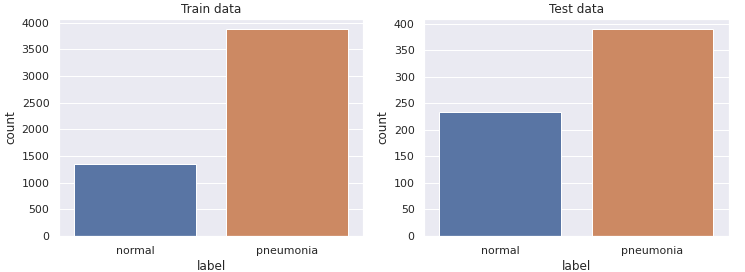 Train data
4000
3500
3000
2500
2000
1500
1000
500
0
count
normal
pneumonia
label
Test data
400
350
300
250
200
150
100
50
0
count
normal
pneumonia
label